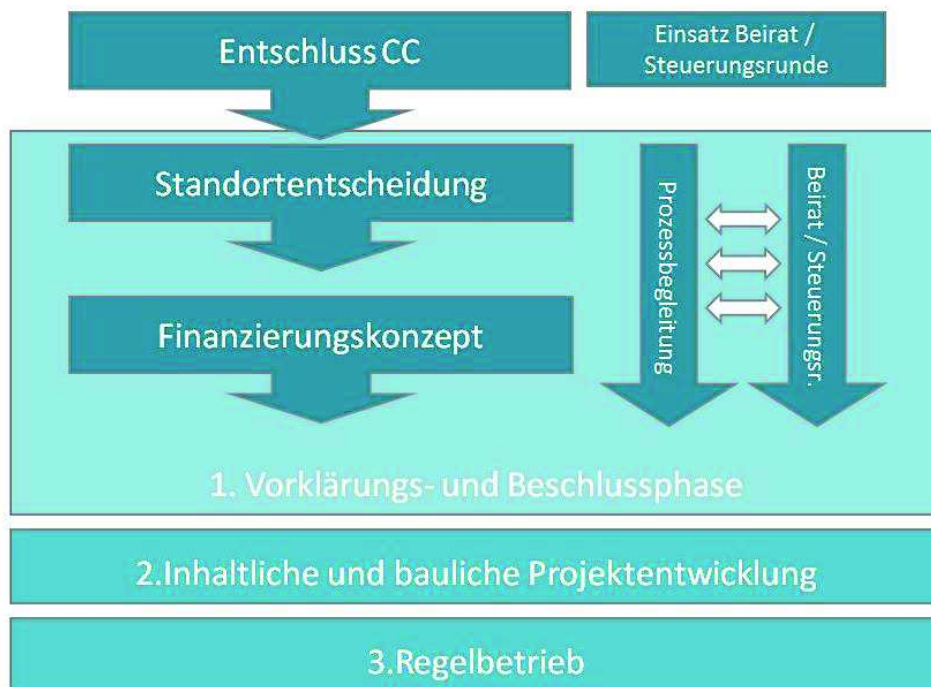 Entschluss CC
Einsatz Beirat /
Steuerungsrunde
Standortentscheidung
Finanzierungskonzept
Prozessbegleitung
Beirat / Steuerungsr.
1. Vorklärungs- und Beschlussphase
2.Inhaltliche und bauliche Projektentwicklung
3.Regelbetrieb